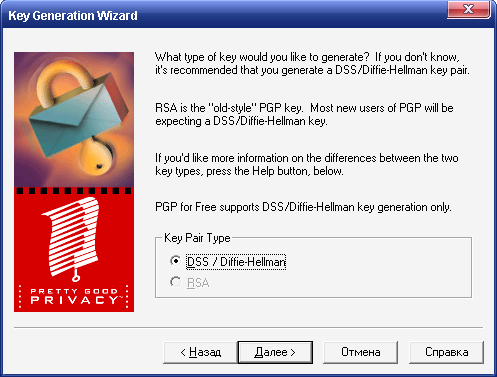 Key Generation Wizard
What type of key would you like to generate? If you don't know,
it's recommended that you generate a DSS/Diffie-Hellman key pair.
RSA is the "old-style" PGP key. Most new users of PGP will be
expecting a DSS/Diffie-Hellman key.
If you'd like more information on the differences between the two
key types, press the Help button, below.
PGP for Free supports DSS/Diffie-Hellman key generation only.
Key Pair Type
DSS / Diffie-Hellman
RSA
PRETTY GOOD
PRIVACY™
< Назад Далее > Отмена Справка